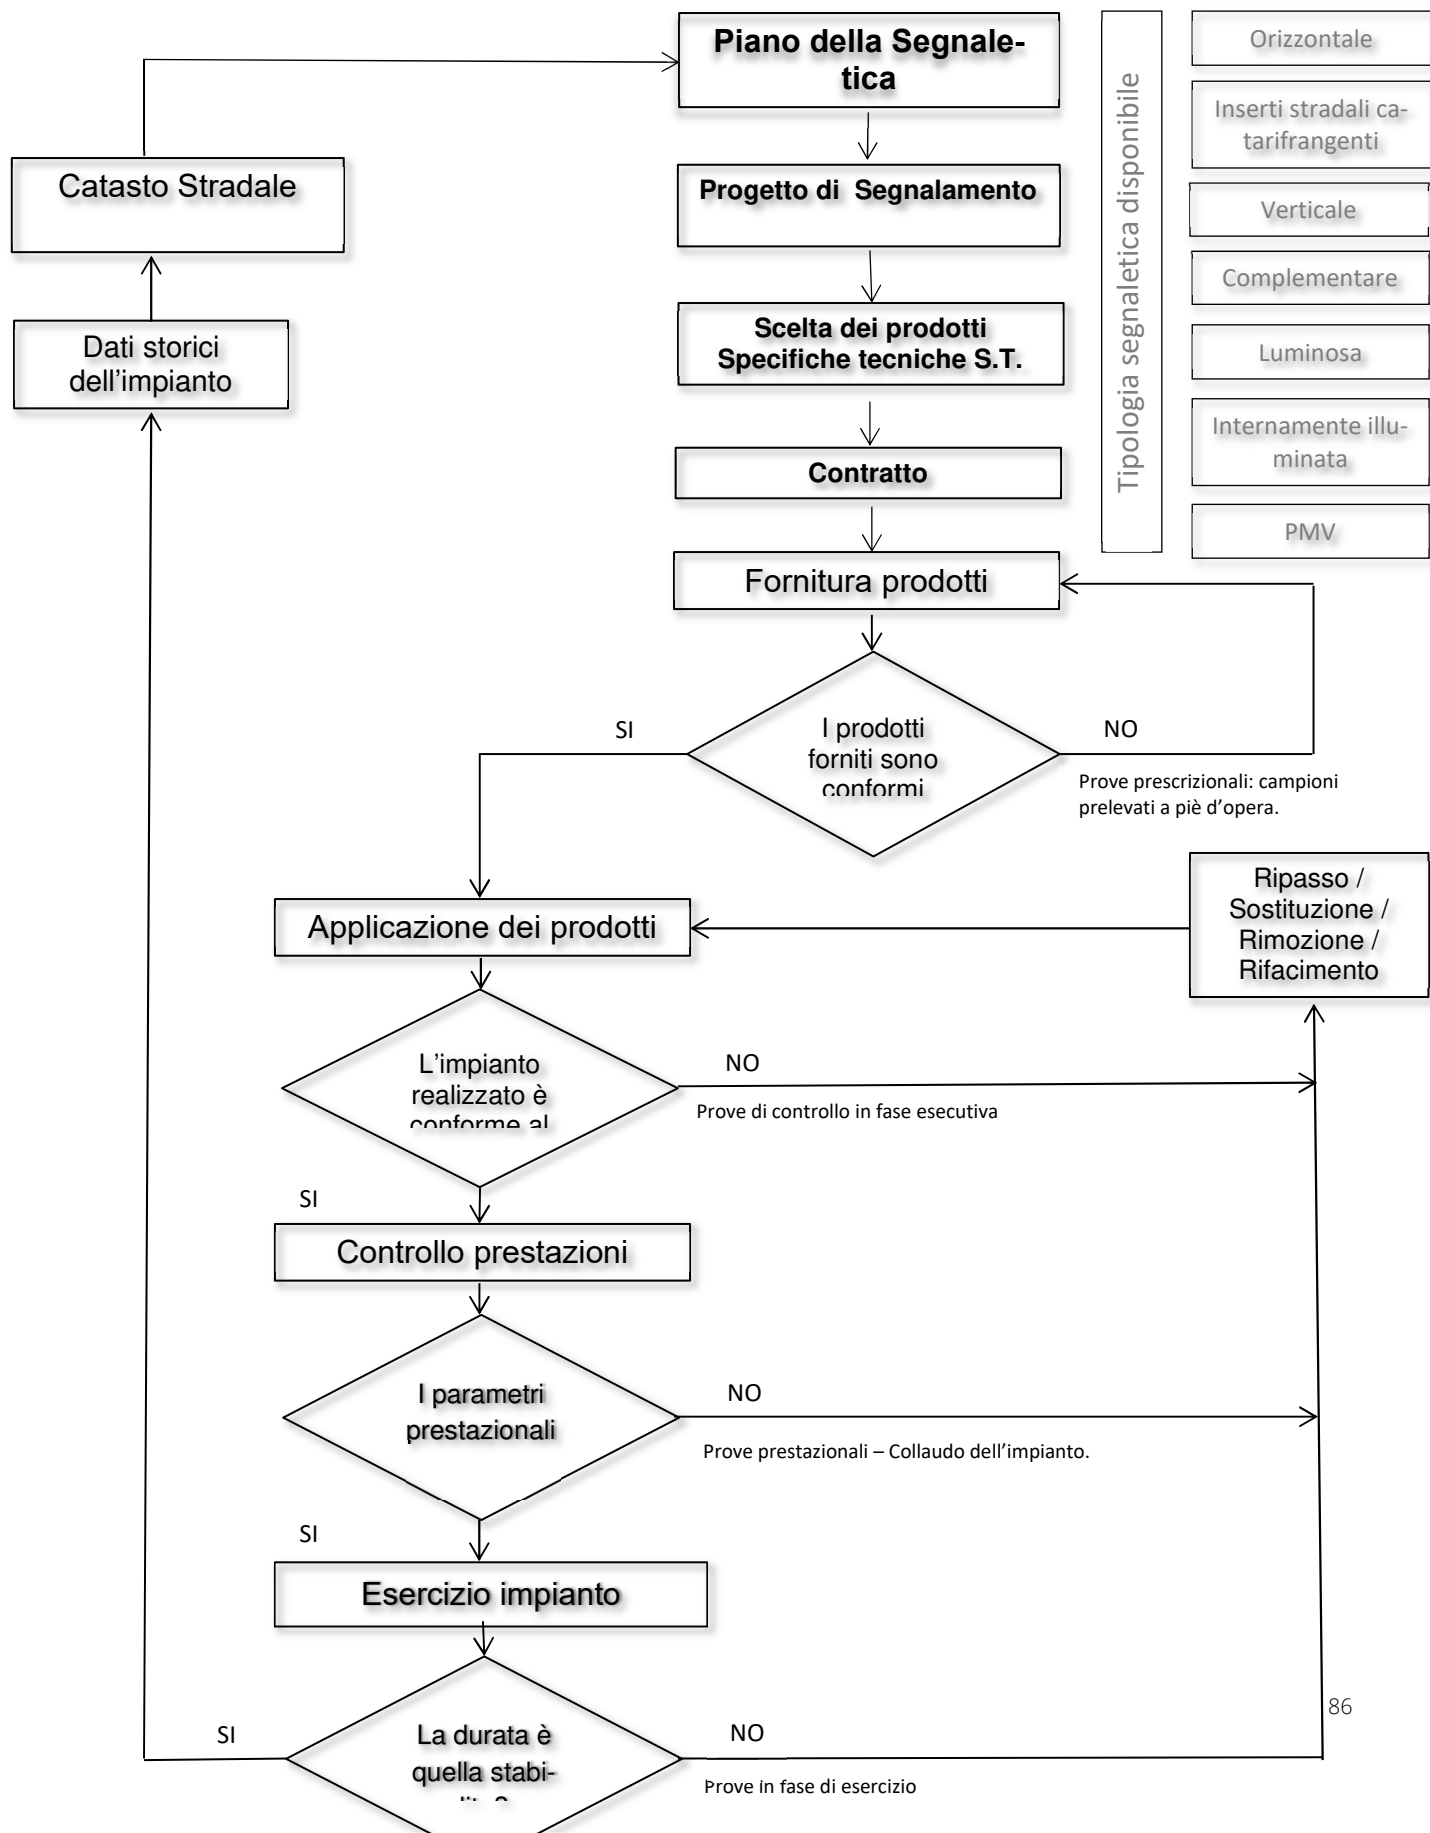 Piano della Segnale-
tica
Progetto di Segnalamento
Scelta dei prodotti
Specifiche tecniche S.T.
Contratto
Fornitura prodotti
Tipologia segnaletica disponibile
Orizzontale
Inserti stradali ca-
tarifrangenti
Verticale
Complementare
Luminosa
Internamente illu-
minata
PMV
Catasto Stradale
Dati storici
dell’impianto
SI
I prodotti
forniti sono
conformi
NO
Prove prescrizionali: campioni
prelevati a piè d’opera.
Applicazione dei prodotti
Ripasso /
Sostituzione /
Rimozione /
Rifacimento
L’impianto
realizzato è
conforme al
NO
Prove di controllo in fase esecutiva
SI
Controllo prestazioni
I parametri
prestazionali
NO
Prove prestazionali – Collaudo dell’impianto.
SI
Esercizio impianto
SI
La durata è
quella stabi-
NO
Prove in fase di esercizio
86